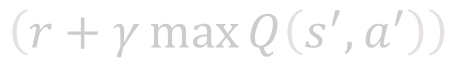 (r + γ max Q(s′, a′))